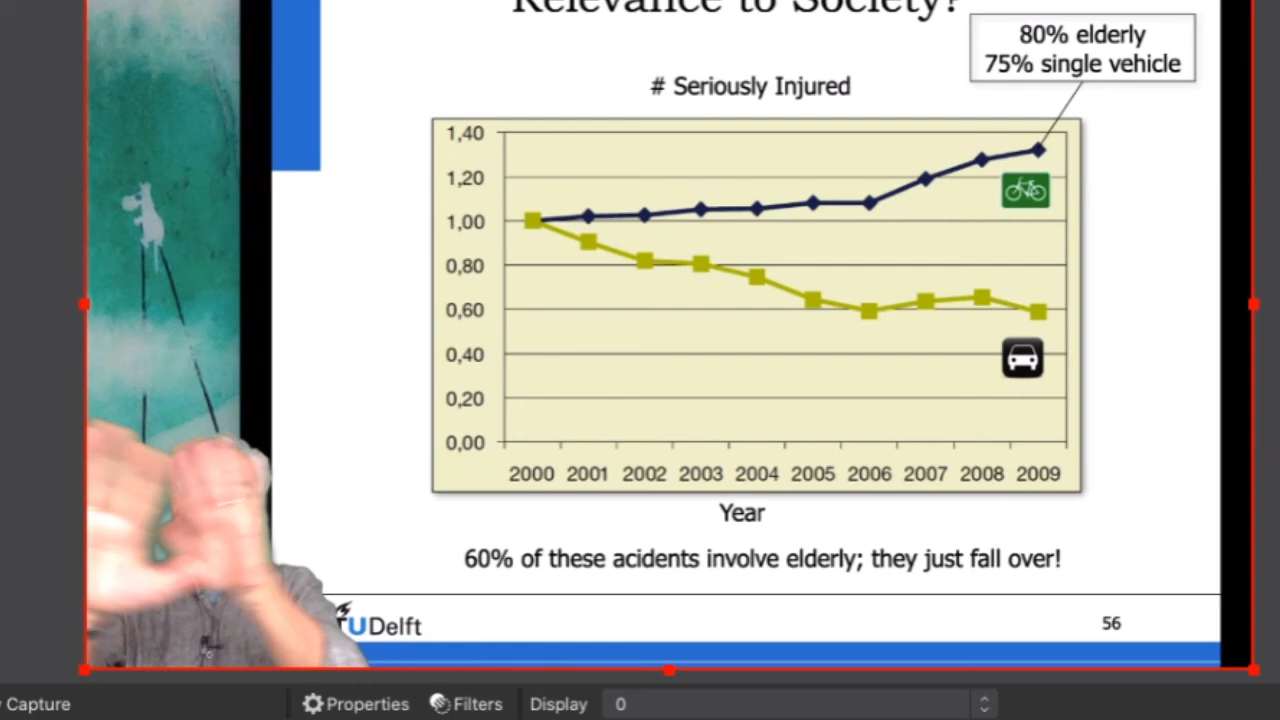 Relevance to Society?
80% elderly
75% single vehicle
# Seriously Injured
1,40
1,20
1,00
0,80
0,60
0,40
0,20
0,00
2000 2001 2002 2003 2004 2005 2006 2007 2008 2009
Year
60% of these acidents involve elderly; they just fall over!
TUDelft
56
Capture
Properties
Filters
Display
0